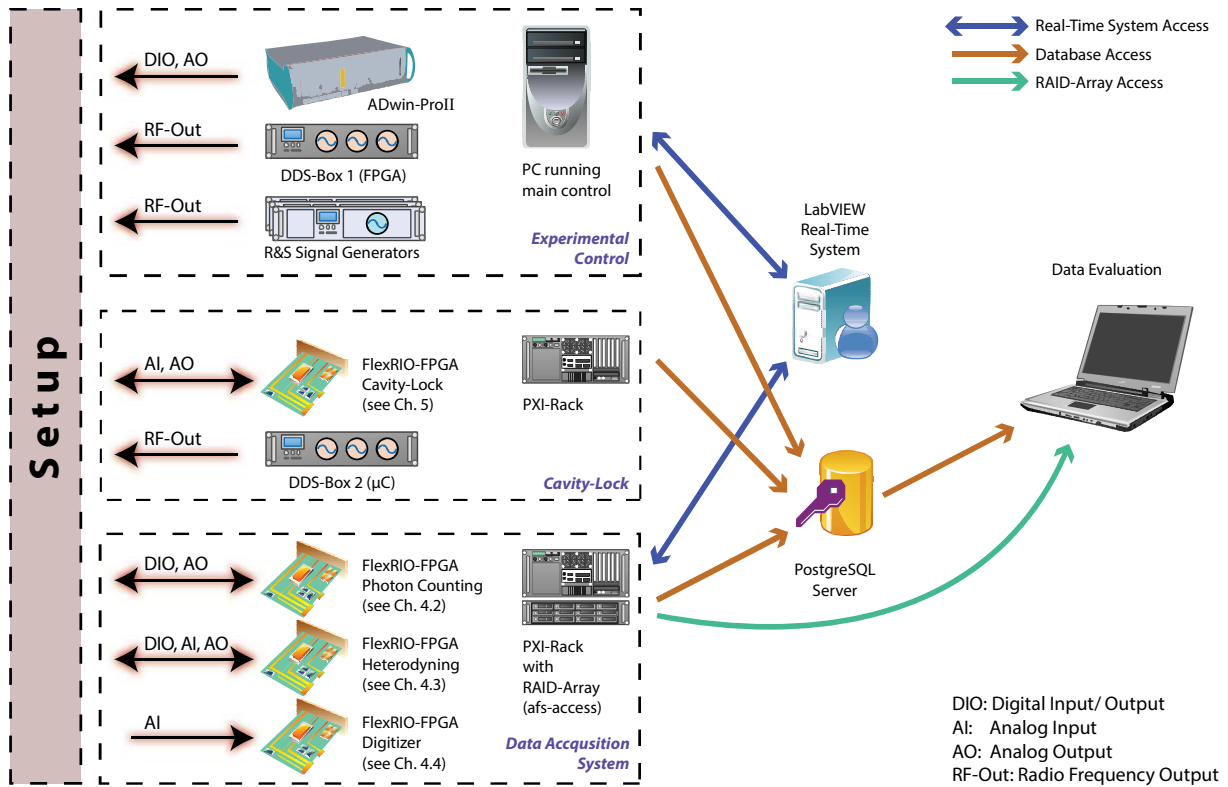 Setup
DIO, AO
ADwin-ProII
RF-Out
DDS-Box 1 (FPGA)
RF-Out
R&S Signal Generators
PC running
main control
Experimental
Control
AI, AO
FlexRIO-FPGA
Cavity-Lock
(see Ch. 5)
PXI-Rack
RF-Out
DDS-Box 2 (µC)
Cavity-Lock
DIO, AO
FlexRIO-FPGA
Photon Counting
(see Ch. 4.2)
DIO, AI, AO
FlexRIO-FPGA
Heterodyning
(see Ch. 4.3)
AI
FlexRIO-FPGA
Digitizer
(see Ch. 4.4)
PXI-Rack
with
RAID-Array
(afs-access)
Data Accqusition
System
Real-Time System Access
Database Access
RAID-Array Access
LabVIEW
Real-Time
System
Data Evaluation
PostgreSQL
Server
DIO: Digital Input/ Output
AI: Analog Input
AO: Analog Output
RF-Out: Radio Frequency Output